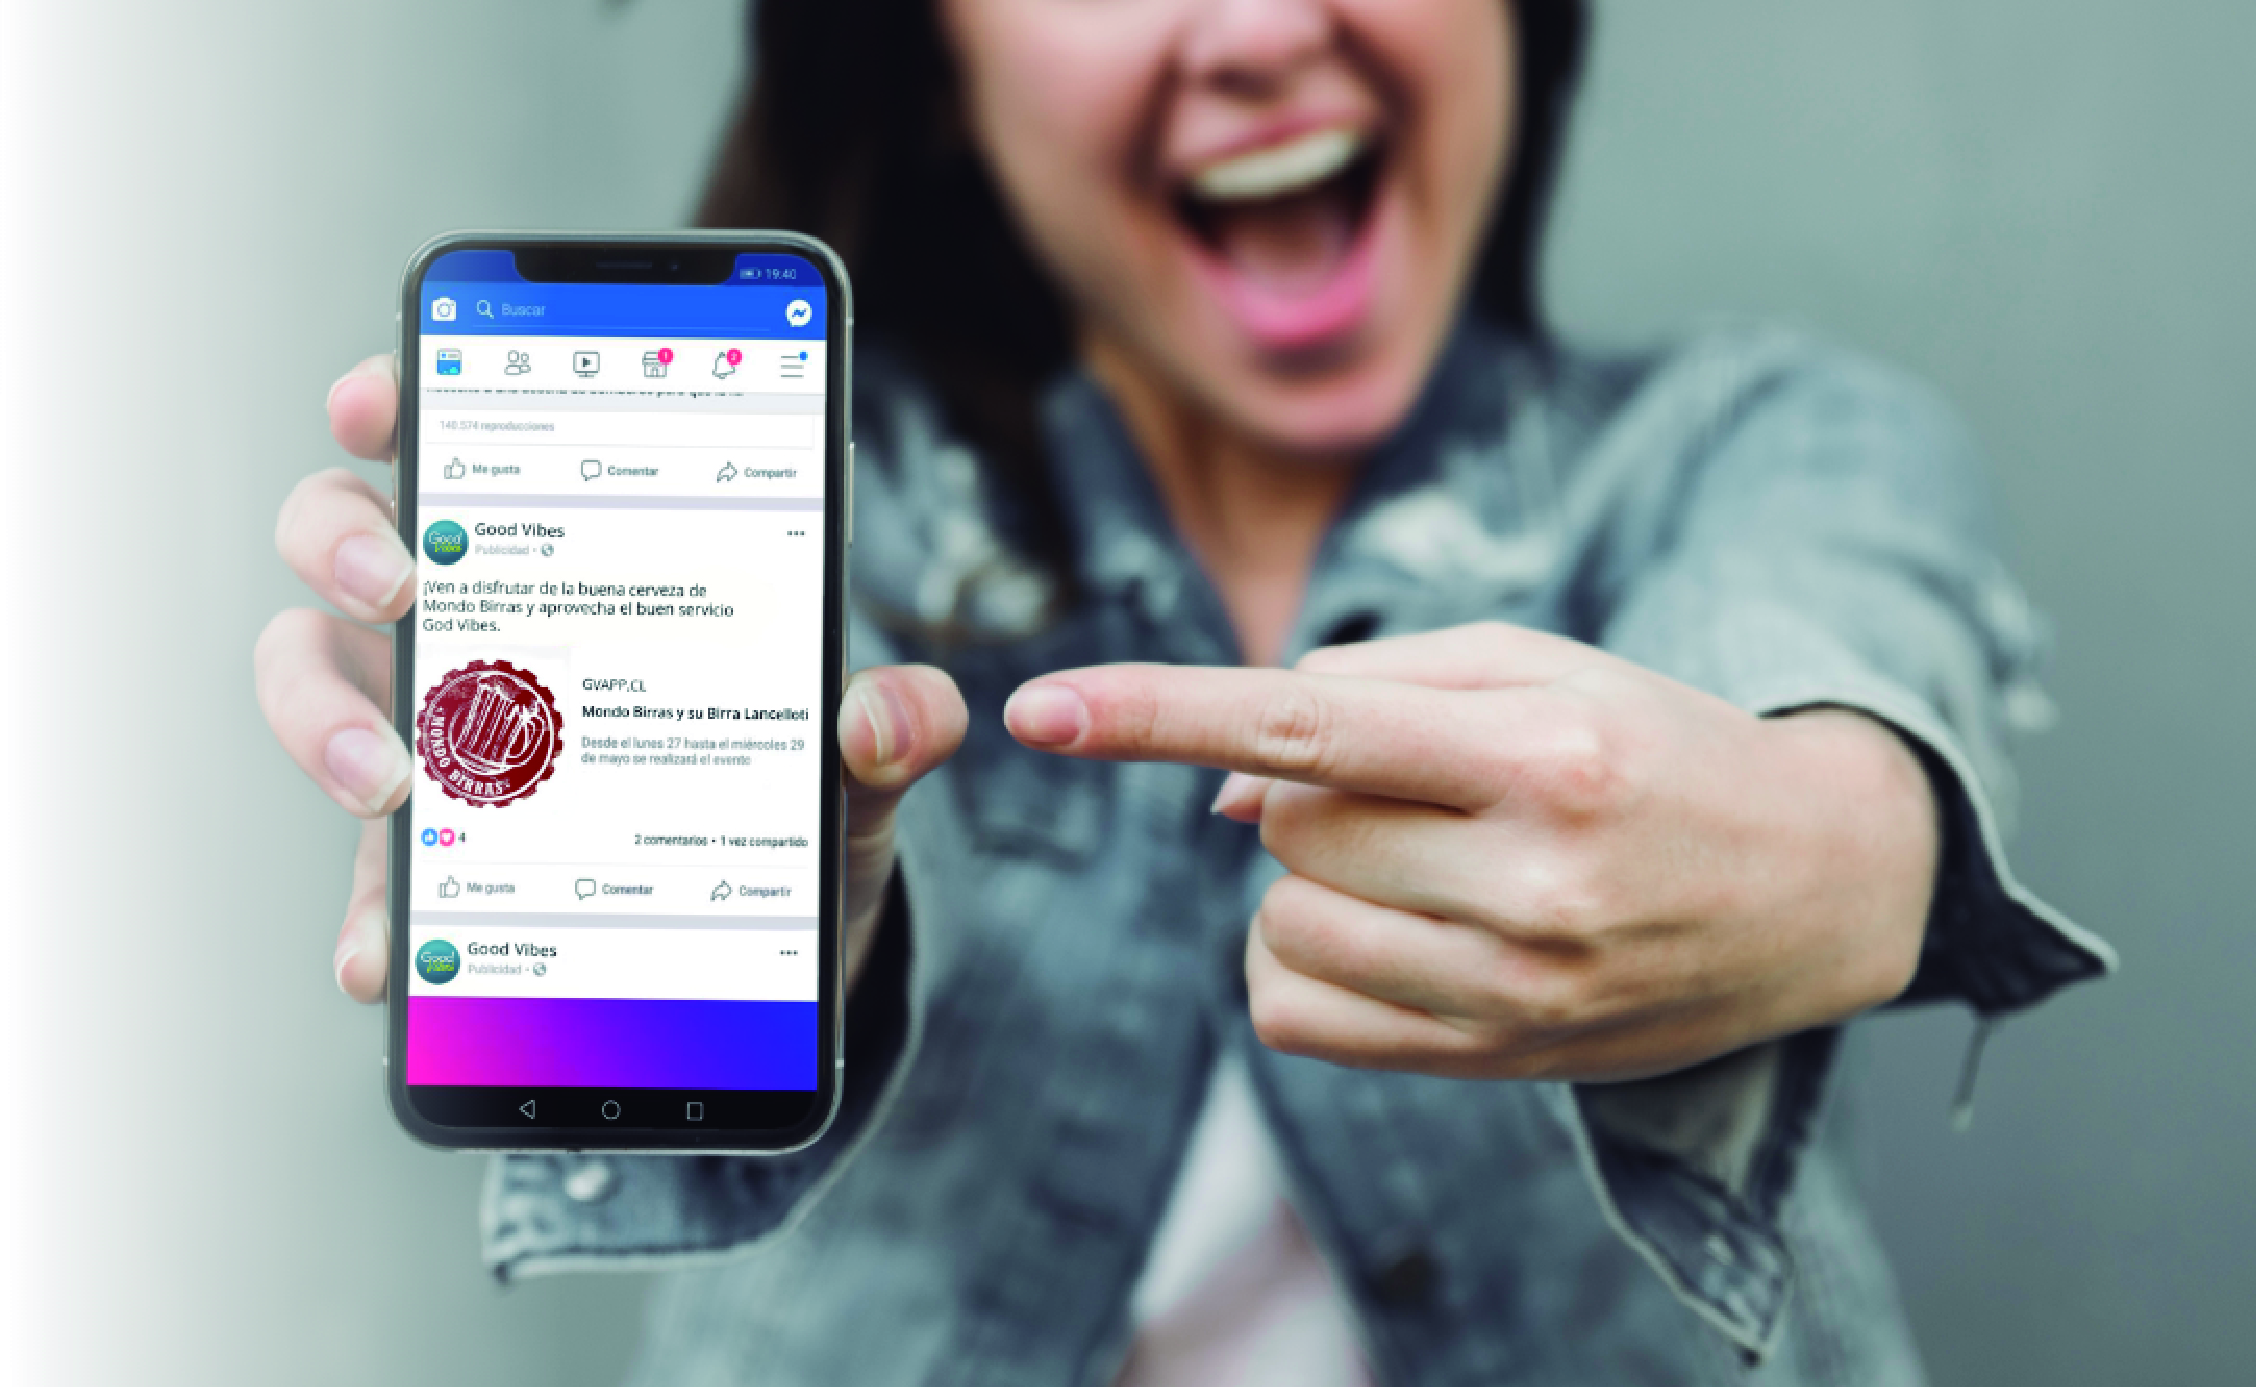 19:40
Buscar
1
2
140.574 reproducciones
Me gusta
Comentar
Compartir
Good Vibes
Publicidad
¡Ven a disfrutar de la buena cerveza de
Mondo Birras y aprovecha el buen servicio
God Vibes.
MONDO BIRRAS
GVAPP.CL
Mondo Birras y su Birra Lancelloti
Desde el lunes 27 hasta el miércoles 29
de mayo se realizará el evento
4
2 comentarios • 1 vez compartido
Me gusta
Comentar
Compartir
Good Vibes
Publicidad